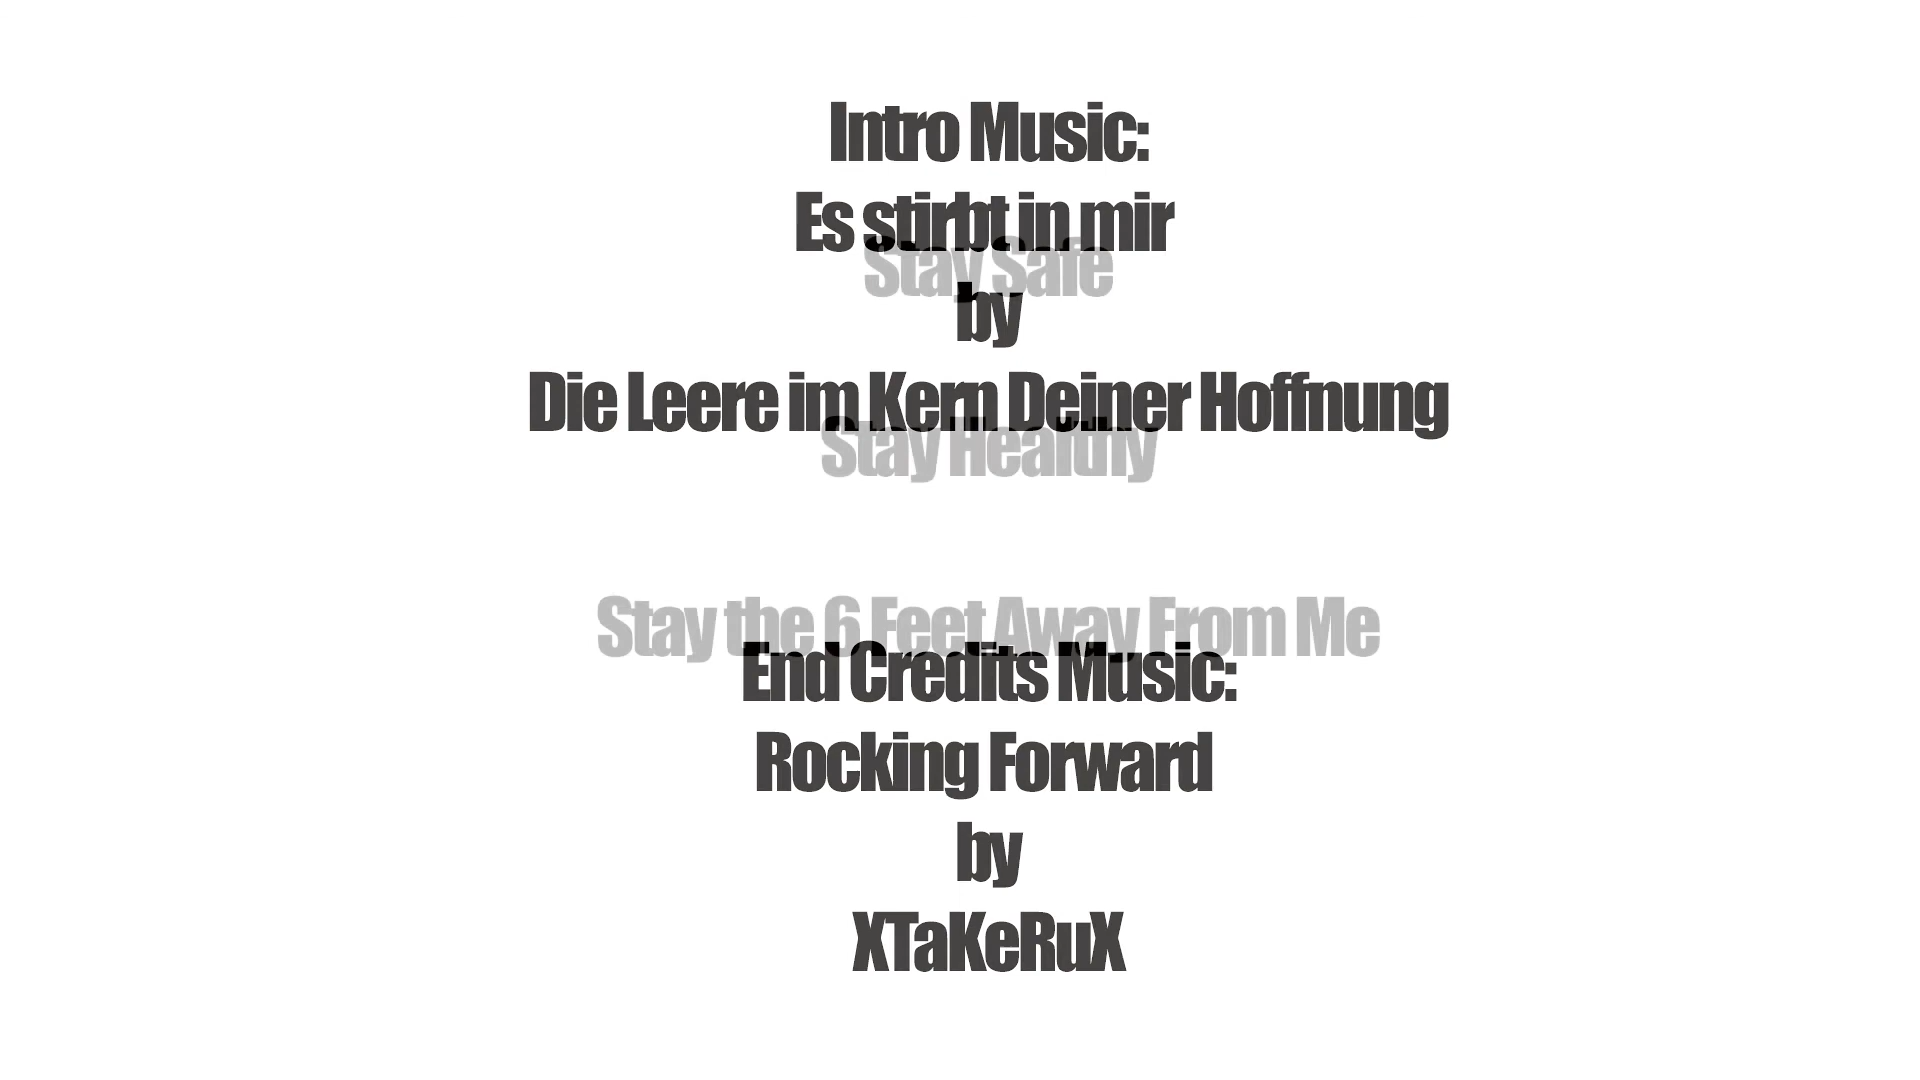 Intro Music:
Es stirbt in mir
Stay Safe
by
Die Leere im Kern Deiner Hoffnung
Stay Healthy
Stay the 6 Feet Away From Me
End Credits Music:
Rocking Forward
by
XTaKeRuX